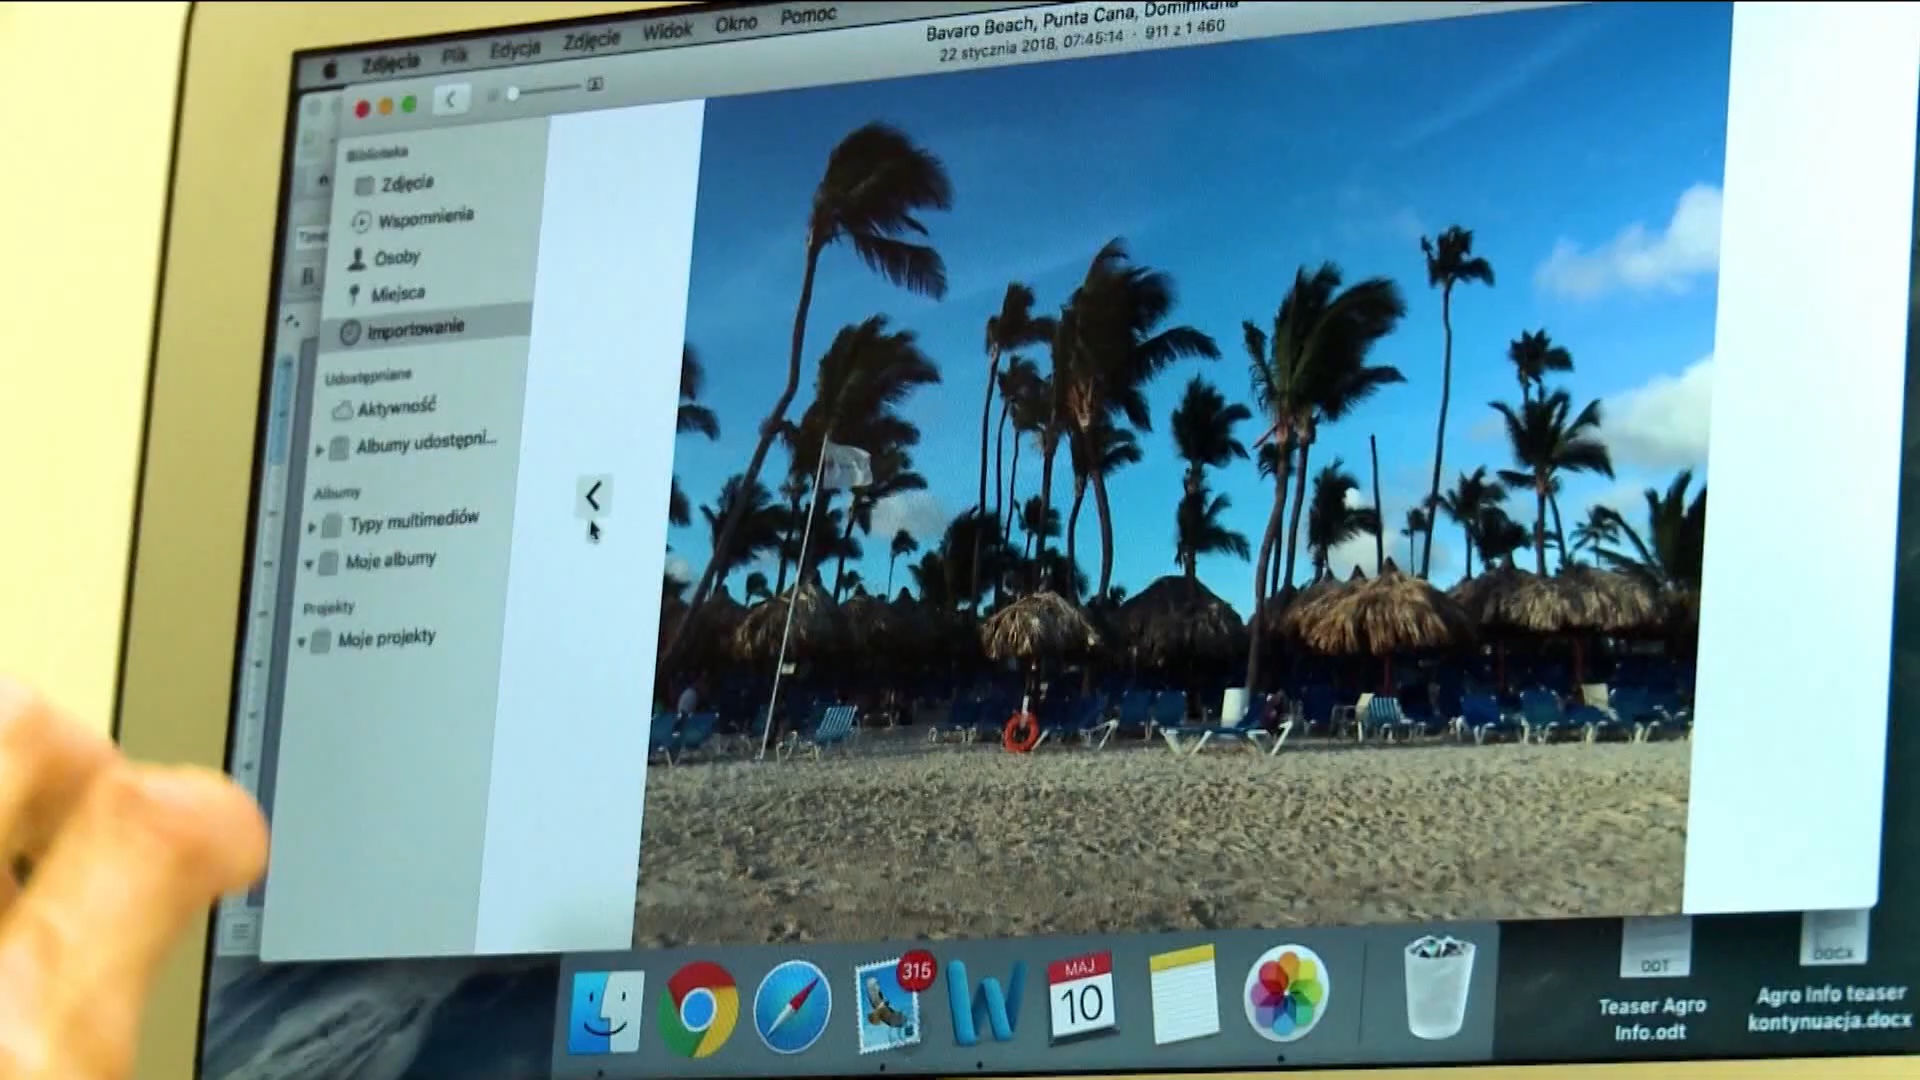 Zdjęcia Plik Edycja Zdjęcie Widok Okno Pomoc
Bavaro Beach, Punta Cana, Dominikana
22 stycznia 2018, 07:45:14 · 911 z 1 460
Biblioteka
Zdjęcia
Wspomnienia
Osoby
Miejsca
Importowanie
Udostępniane
Aktywność
Albumy udostępni...
Albumy
Typy multimediów
Moje albumy
Projekty
Moje projekty
B
315
MAJ
10
ODT
DOCX
Teaser Agro
Info.odt
Agro Info teaser
kontynuacja.docx